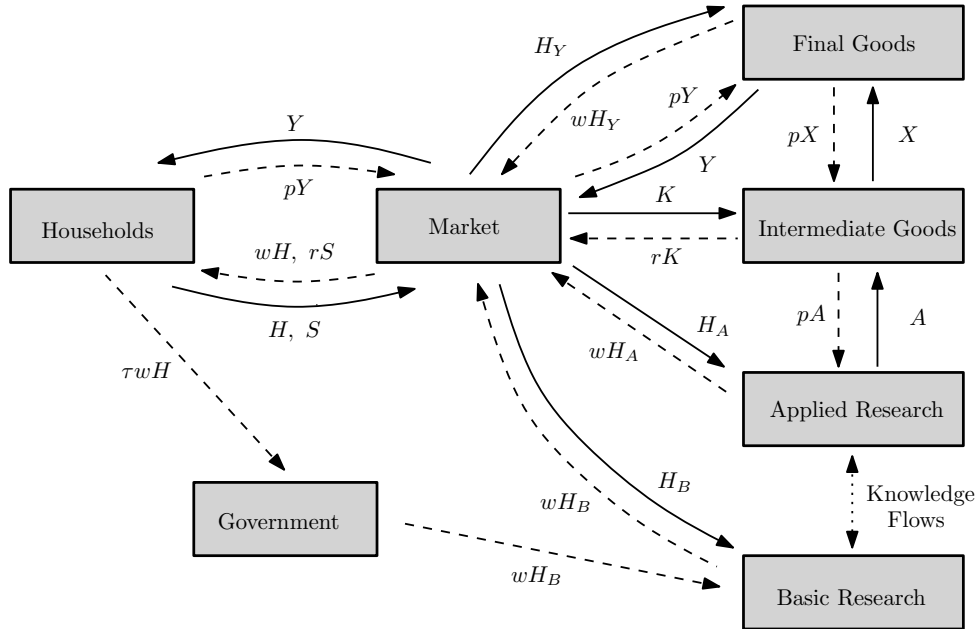 Final Goods
H_Y
wH_Y
pY
Y
pX
X
Y
pY
Households
Market
K
Intermediate Goods
wH, rS
rK
H, S
H_A
wH_A
pA
A
τwH
Applied Research
H_B
wH_B
Knowledge
Flows
Government
wH_B
Basic Research